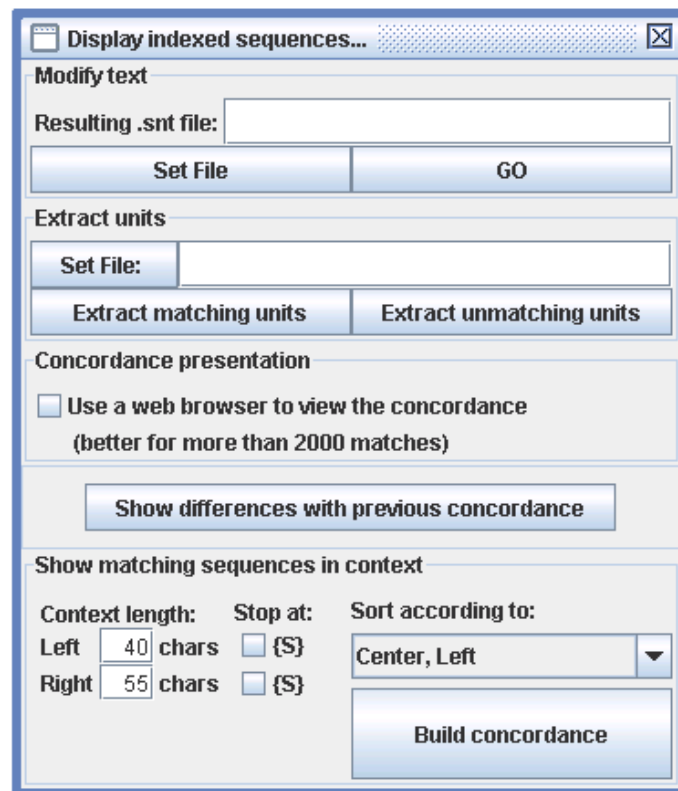 Display indexed sequences...
Modify text
Resulting .snt file:
Set File GO
Extract units
Set File:
Extract matching units Extract unmatching units
Concordance presentation
Use a web browser to view the concordance
(better for more than 2000 matches)
Show differences with previous concordance
Show matching sequences in context
Context length: Stop at: Sort according to:
Left 40 chars {S} Center, Left
Right 55 chars {S}
Build concordance